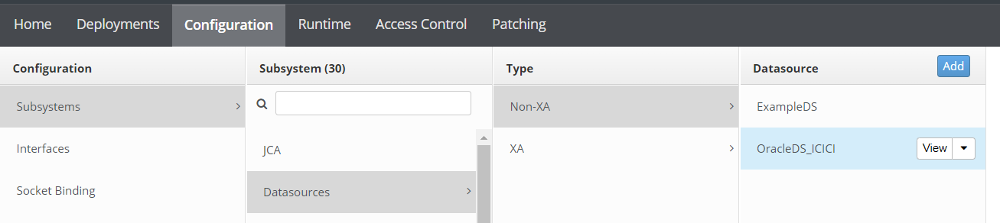 Home Deployments Configuration Runtime Access Control Patching
Configuration Subsystem (30) Type Datasource Add
Subsystems Non-XA ExampleDS
Interfaces JCA XA OracleDS_ICICI View
Socket Binding Datasources